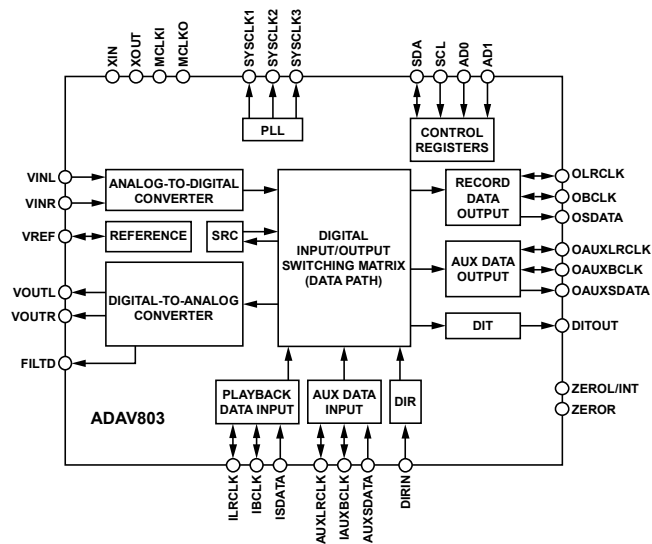 XIN
XOUT
MCLKI
MCLKO
SYSCLK1
SYSCLK2
SYSCLK3
SDA
SCL
AD0
AD1
PLL
CONTROL
REGISTERS
VINL
VINR
VREF
VOUTL
VOUTR
FILTD
ANALOG-TO-DIGITAL
CONVERTER
REFERENCE
SRC
DIGITAL-TO-ANALOG
CONVERTER
DIGITAL
INPUT/OUTPUT
SWITCHING MATRIX
(DATA PATH)
RECORD
DATA
OUTPUT
AUX DATA
OUTPUT
DIT
OLRCLK
OBCLK
OSDATA
OAUXLRCLK
OAUXBCLK
OAUXSDATA
DITOUT
ZEROL/INT
ZEROR
PLAYBACK
DATA INPUT
AUX DATA
INPUT
DIR
ADAV803
ILRCLK
IBCLK
ISDATA
AUXLRCLK
IAUXBCLK
AUXSDATA
DIRIN